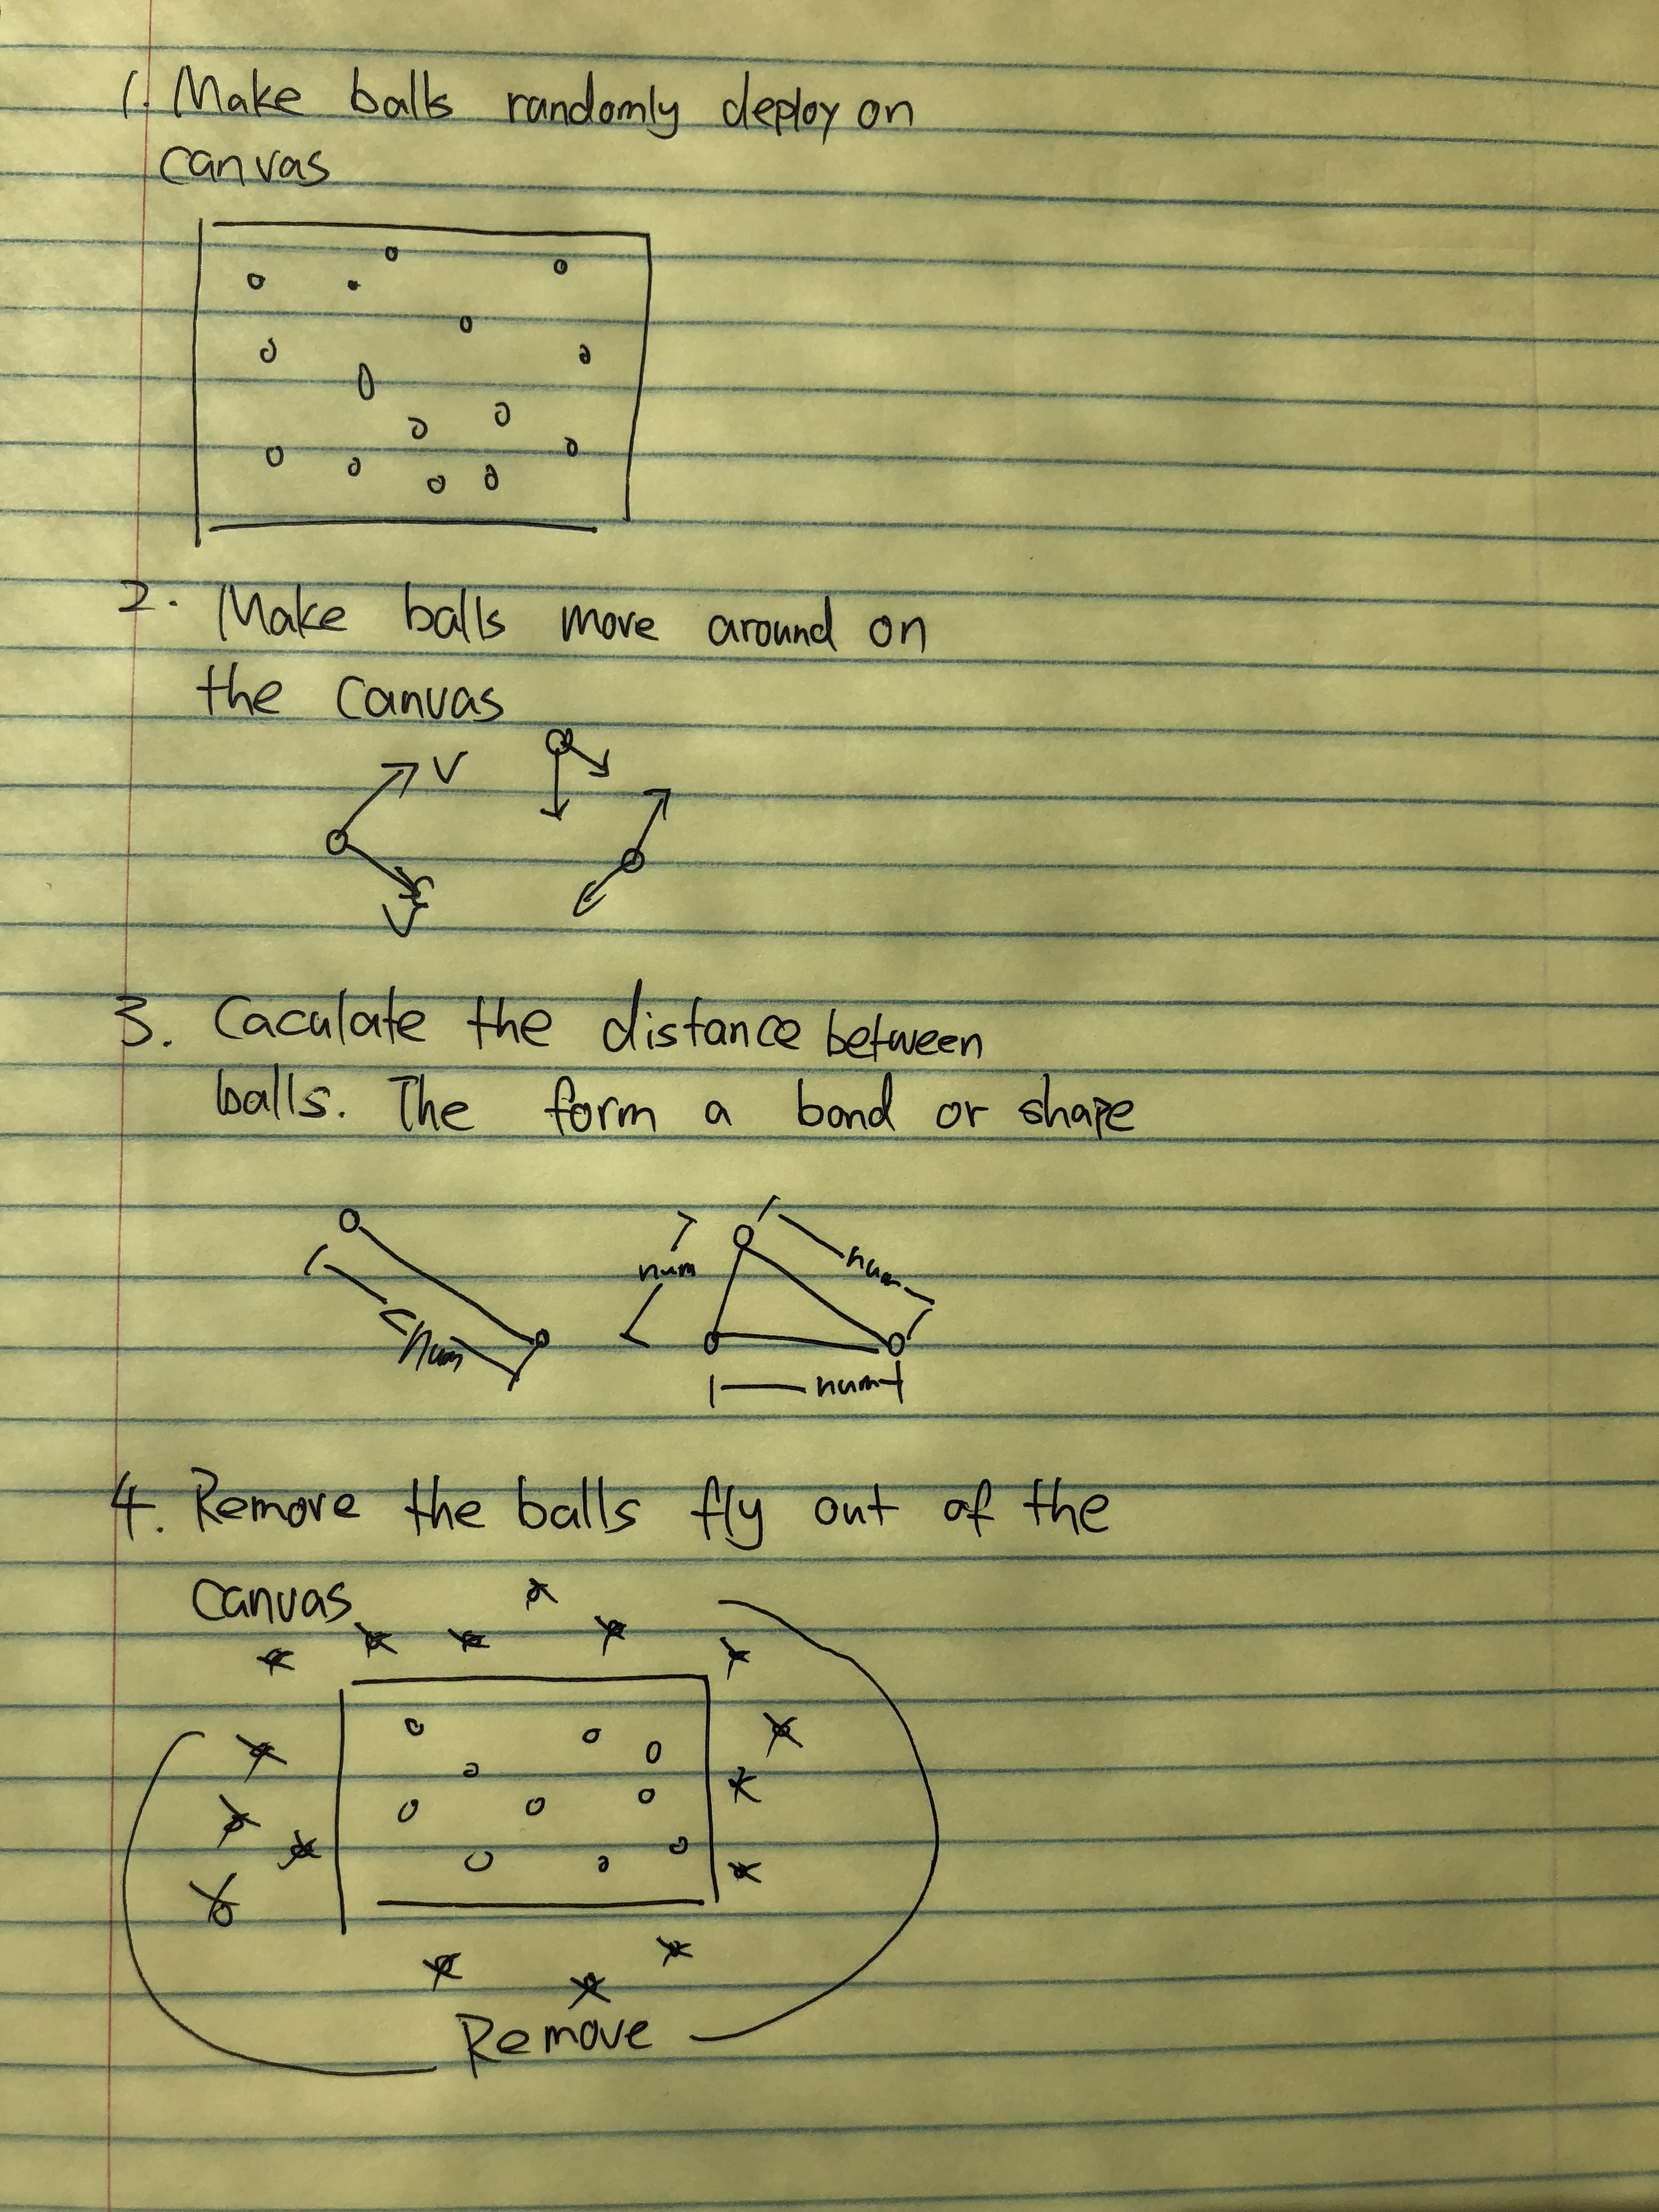 1. Make balls randomly deploy on
canvas
2. Make balls move around on
the canvas
V
V
3. Caculate the distance between
balls. The form a bond or shape
num
num
<num
num
4. Remove the balls fly out of the
canvas
Remove